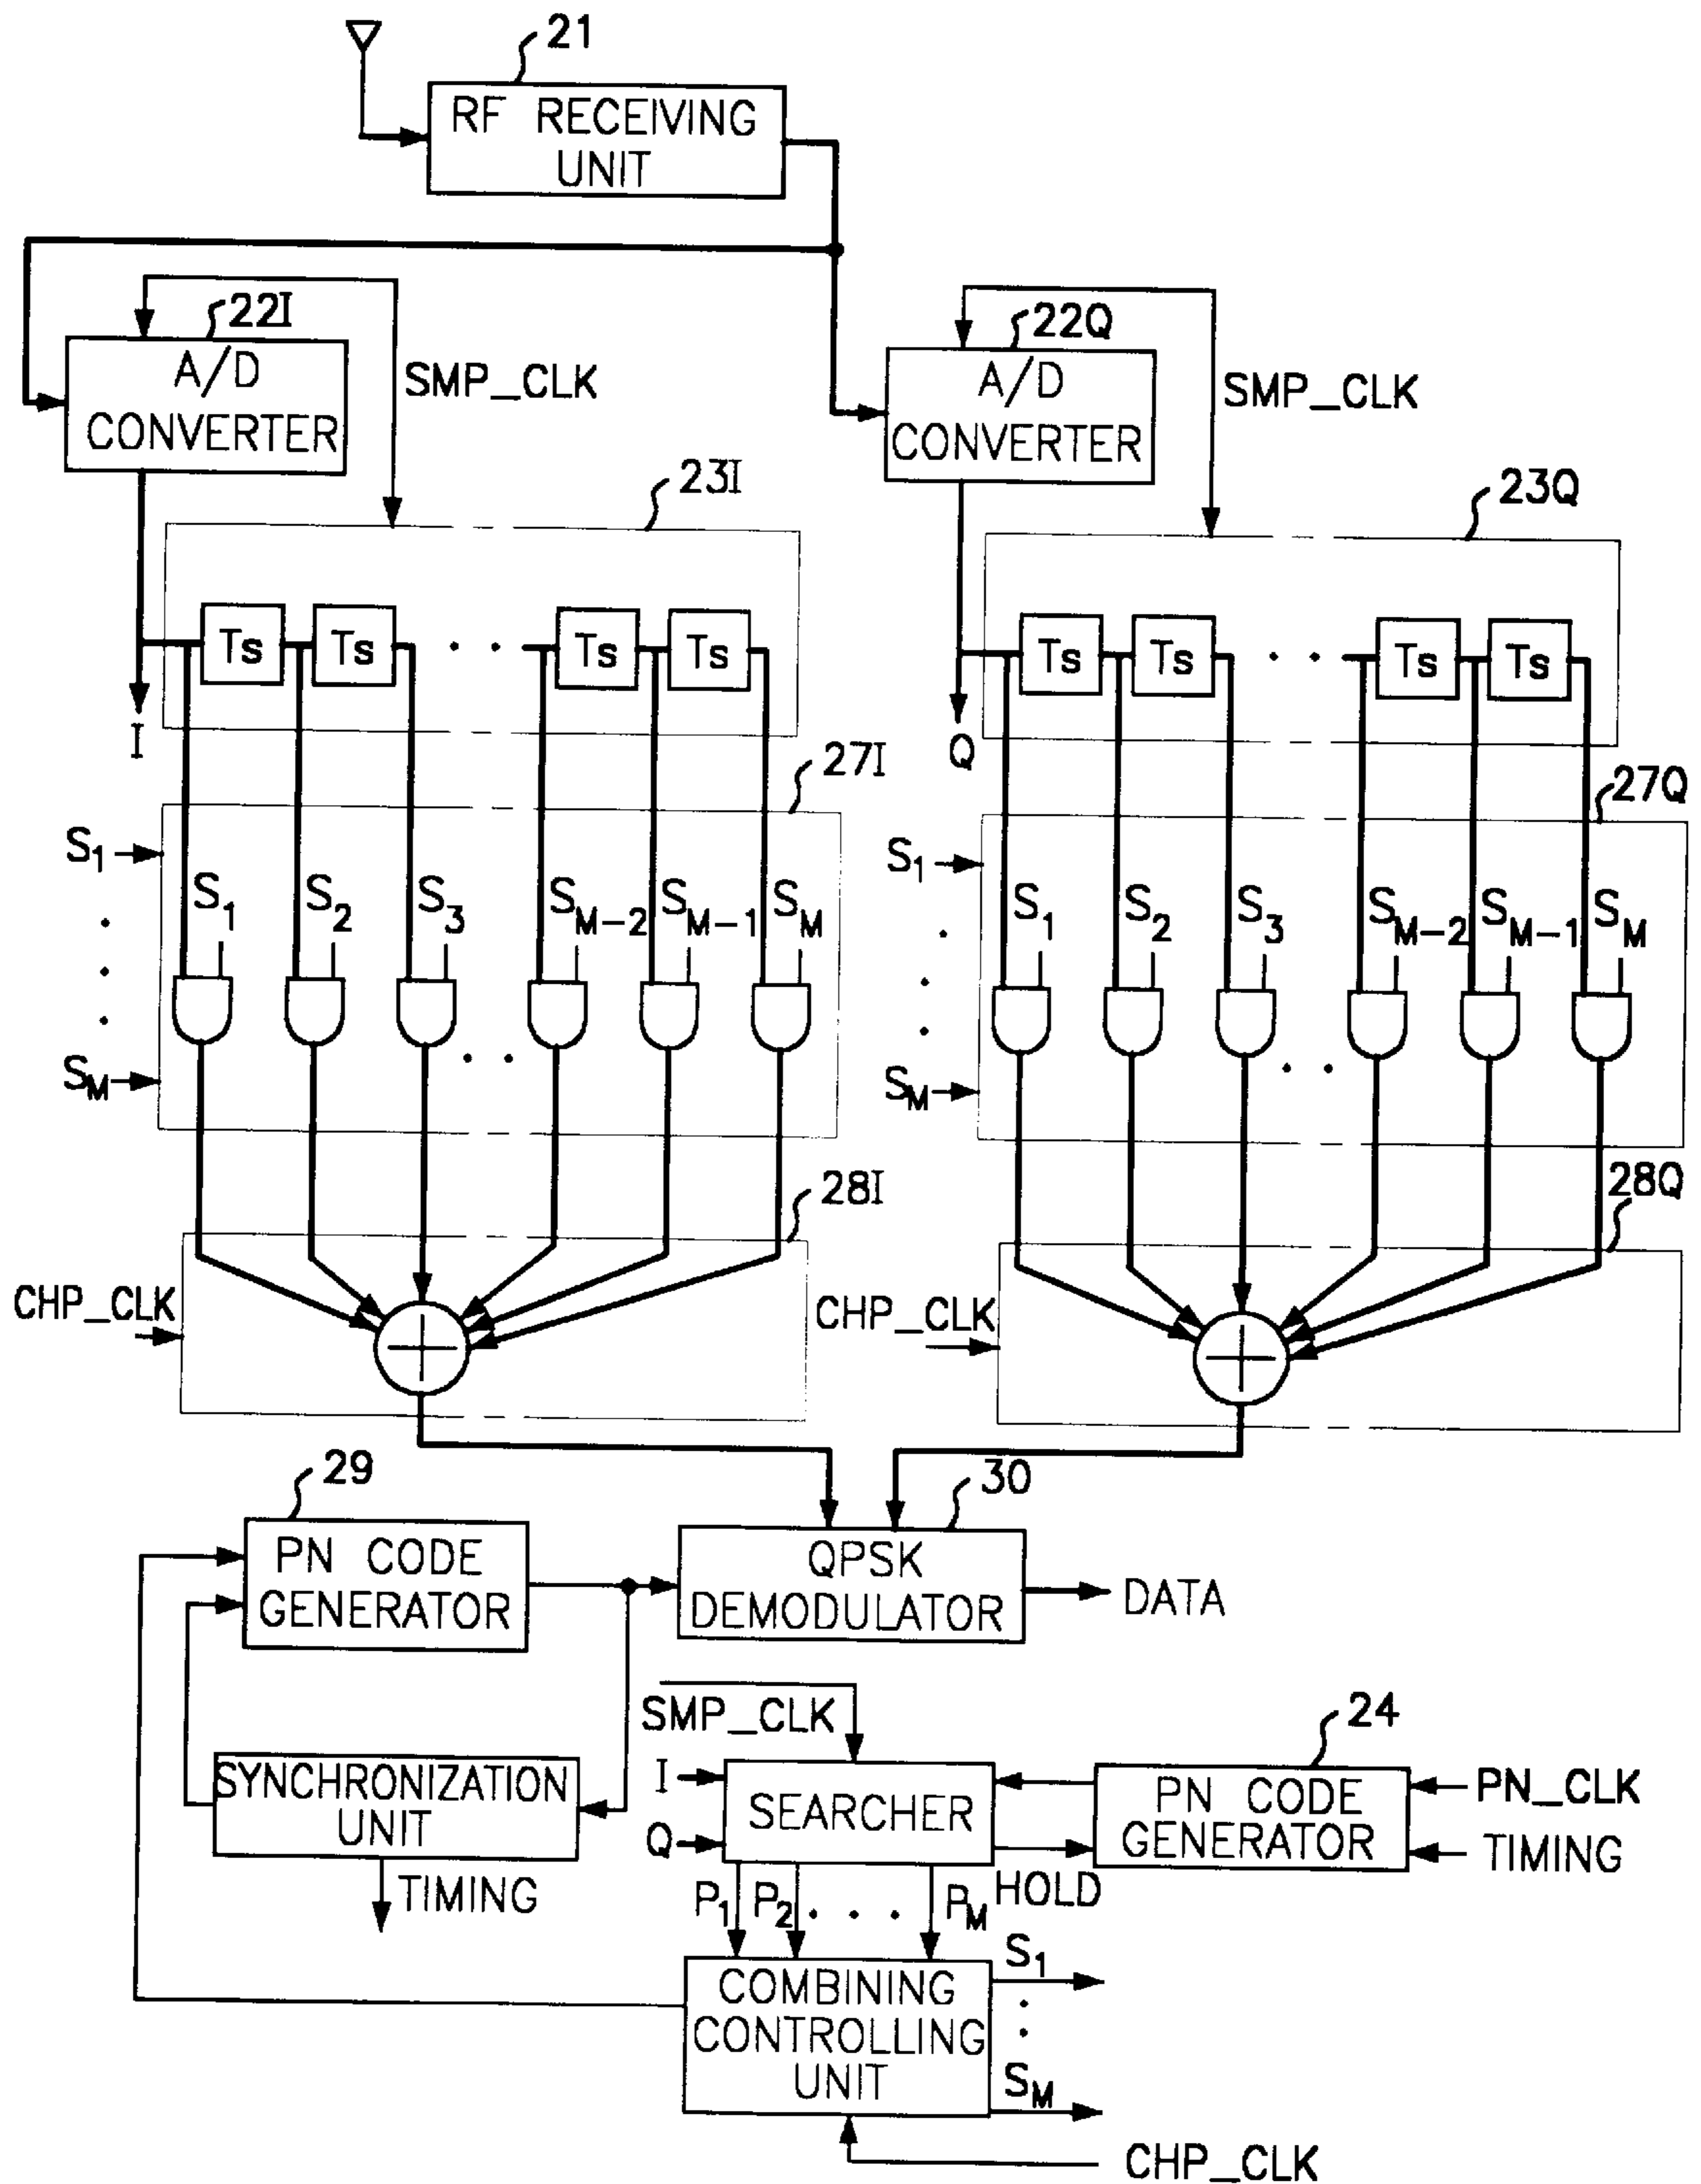 21
RF RECEIVING
UNIT
22I
A/D
CONVERTER
SMP_CLK
22Q
A/D
CONVERTER
SMP_CLK
23I
23Q
Ts Ts . . Ts Ts
Ts Ts . . Ts Ts
I
Q
27I
27Q
S1
S1 S2 S3 SM-2 SM-1 SM
SM
S1
S1 S2 S3 SM-2 SM-1 SM
SM
28I
28Q
CHP_CLK
CHP_CLK
29
PN CODE
GENERATOR
30
QPSK
DEMODULATOR
DATA
SYNCHRONIZATION
UNIT
TIMING
SMP_CLK
I
Q
SEARCHER
24
PN CODE
GENERATOR
PN_CLK
TIMING
HOLD
P1 P2 . . . PM
COMBINING
CONTROLLING
UNIT
S1
SM
CHP_CLK